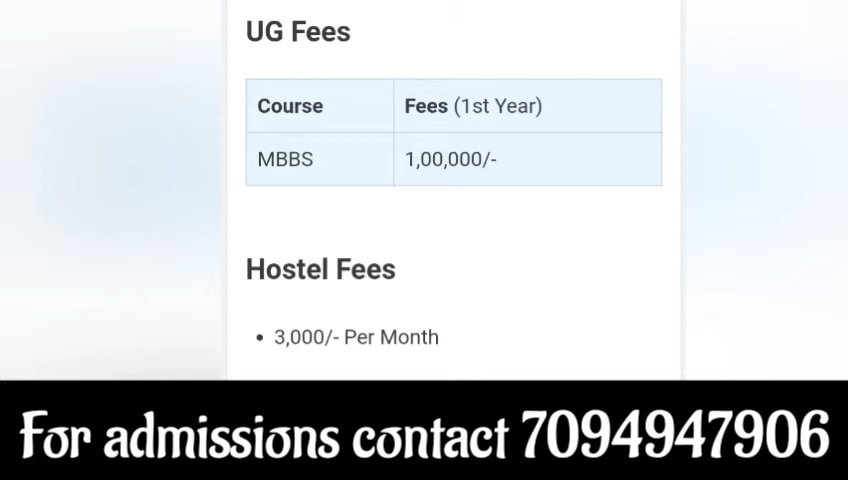 UG Fees
Course Fees (1st Year)
MBBS 1,00,000/-
Hostel Fees
• 3,000/- Per Month
For admissions contact 7094947906